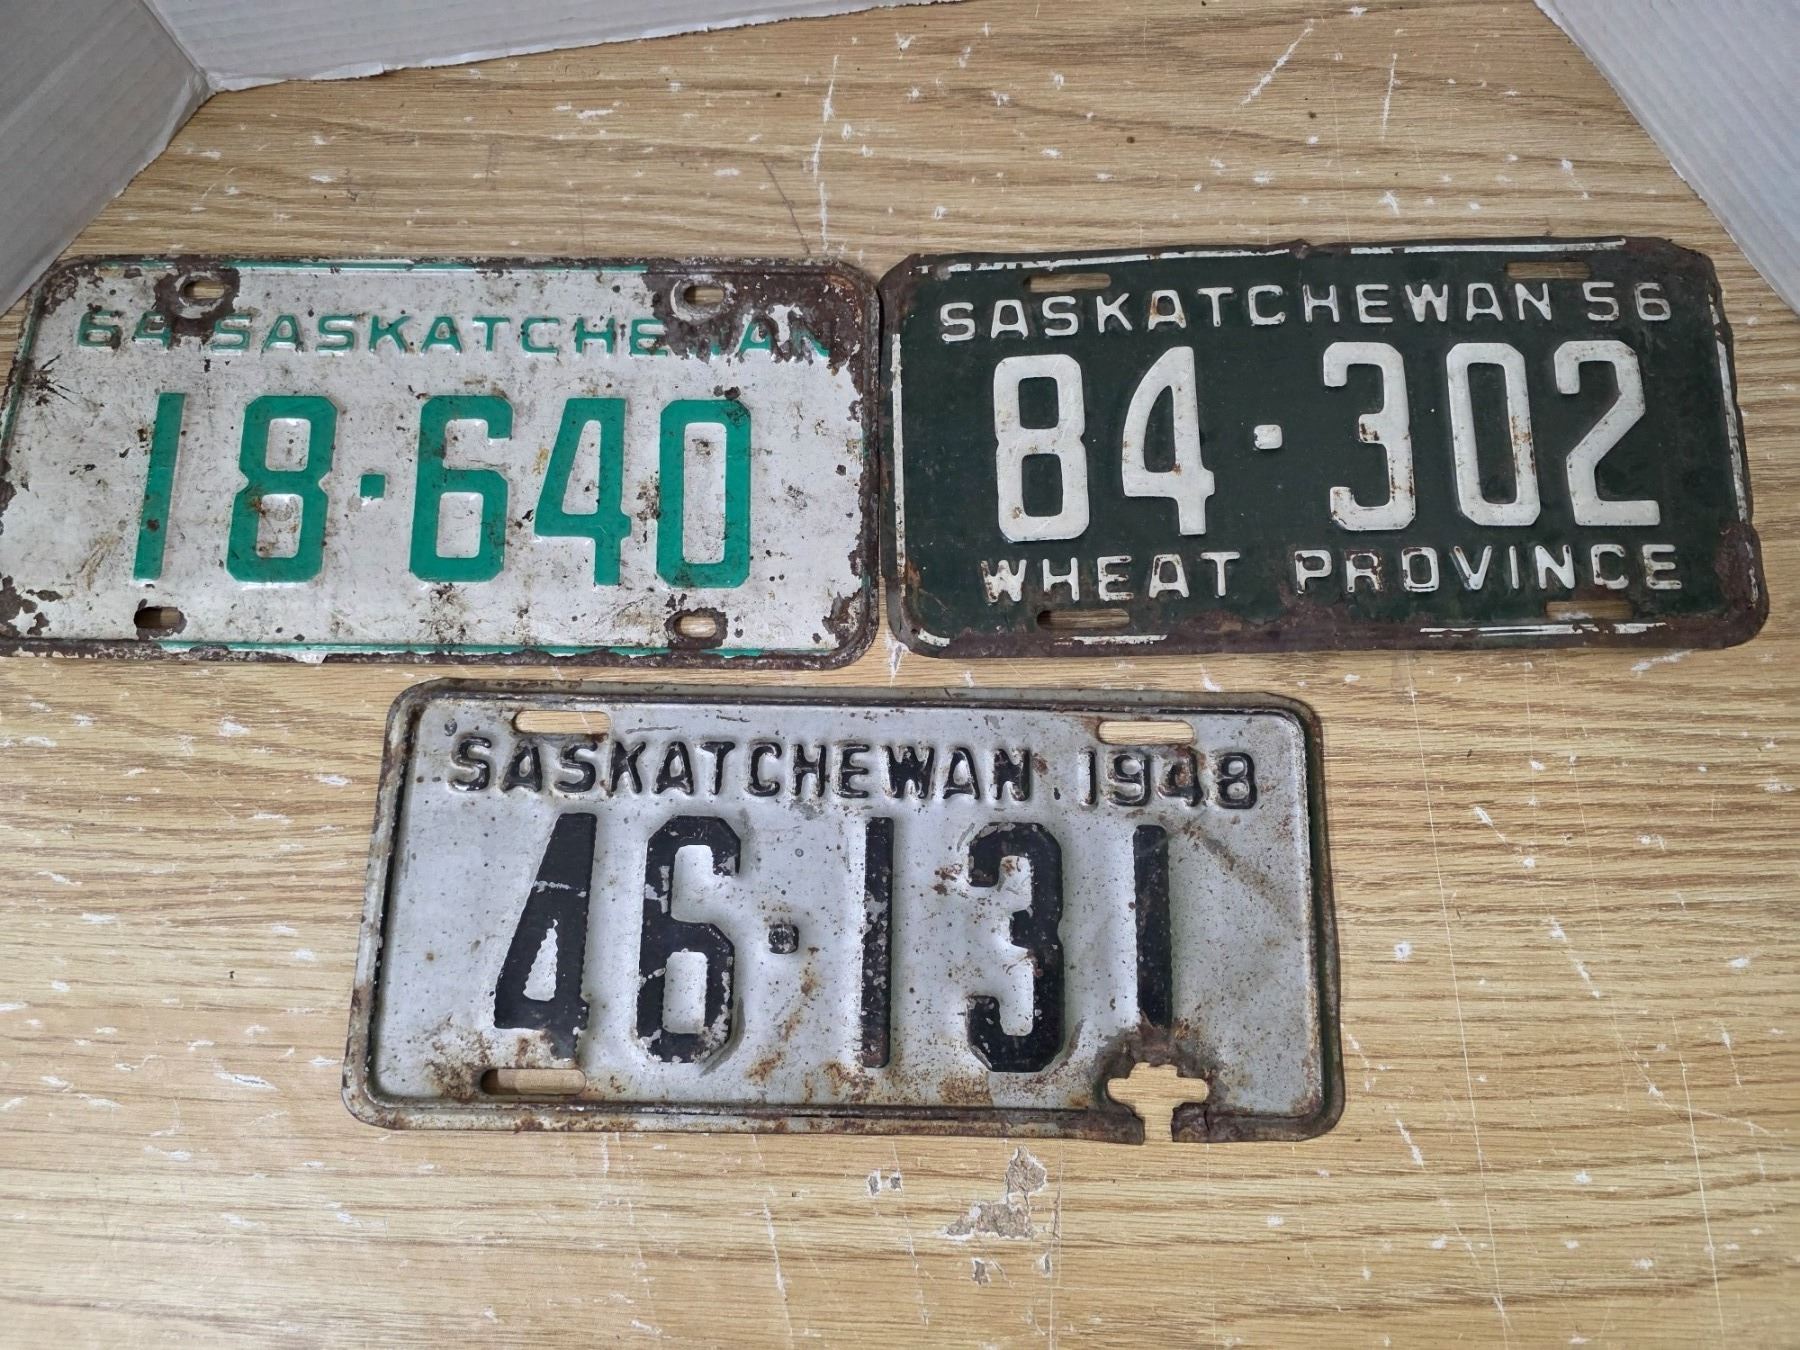 64 SASKATCHEWAN
18·640
SASKATCHEWAN 56
84·302
WHEAT PROVINCE
SASKATCHEWAN. 1948
46·131